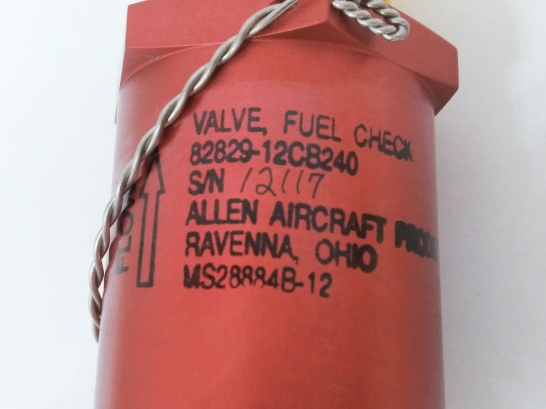 VALVE, FUEL CHECK
82829-12CB240
S/N 12117
ALLEN AIRCRAFT
RAVENNA, OHIO
MS28884B-12